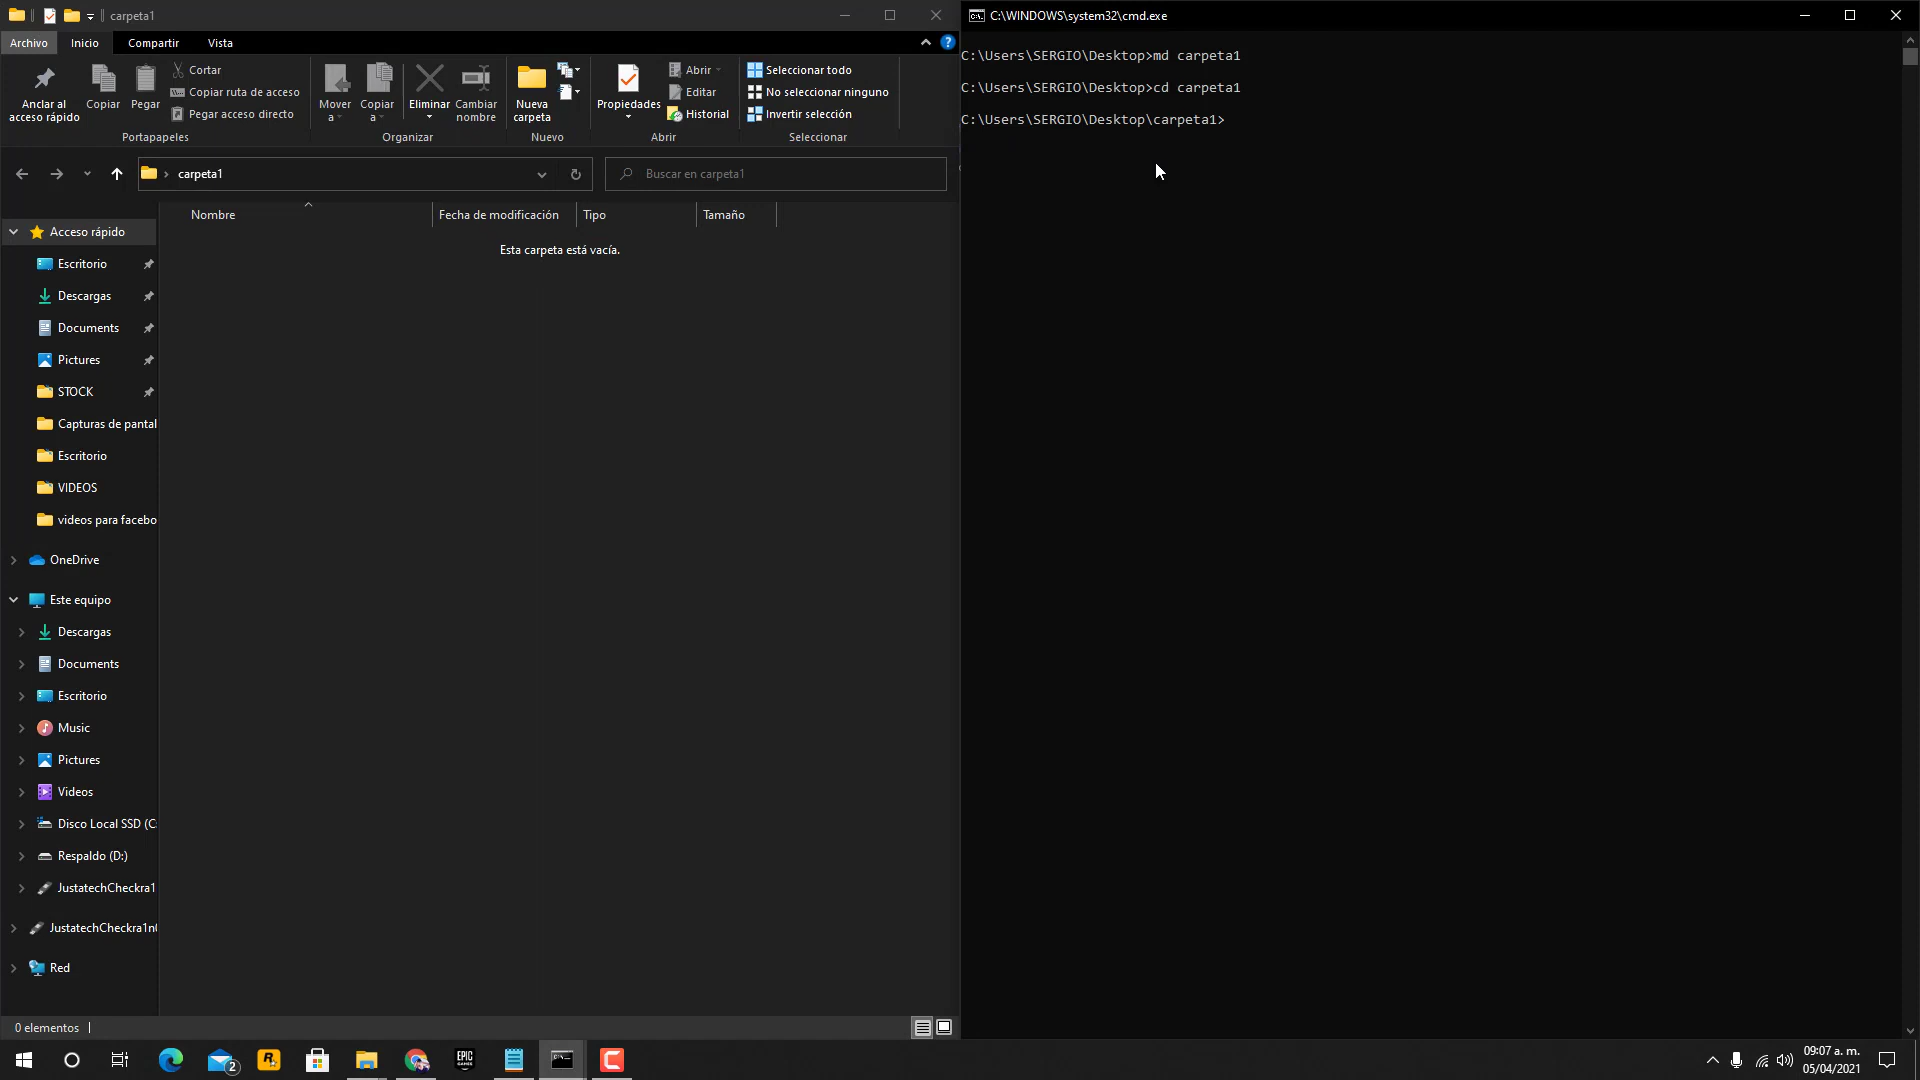 carpeta1
Archivo
Inicio
Compartir
Vista
Anclar al
acceso rápido
Copiar
Pegar
Cortar
Copiar ruta de acceso
Pegar acceso directo
Portapapeles
Mover
a
Copiar
a
Eliminar
Cambiar
nombre
Organizar
Nueva
carpeta
Nuevo
Propiedades
Abrir
Editar
Historial
Abrir
Seleccionar todo
No seleccionar ninguno
Invertir selección
Seleccionar
carpeta1
Buscar en carpeta1
Nombre
Fecha de modificación
Tipo
Tamaño
Esta carpeta está vacía.
Acceso rápido
Escritorio
Descargas
Documents
Pictures
STOCK
Capturas de pantal
Escritorio
VIDEOS
videos para facebo
OneDrive
Este equipo
Descargas
Documents
Escritorio
Music
Pictures
Videos
Disco Local SSD (C:
Respaldo (D:)
JustatechCheckra1
JustatechCheckra1n
Red
0 elementos
C:\WINDOWS\system32\cmd.exe
C:\Users\SERGIO\Desktop>md carpeta1
C:\Users\SERGIO\Desktop>cd carpeta1
C:\Users\SERGIO\Desktop\carpeta1>
2
EPIC
GAMES
09:07 a. m.
05/04/2021